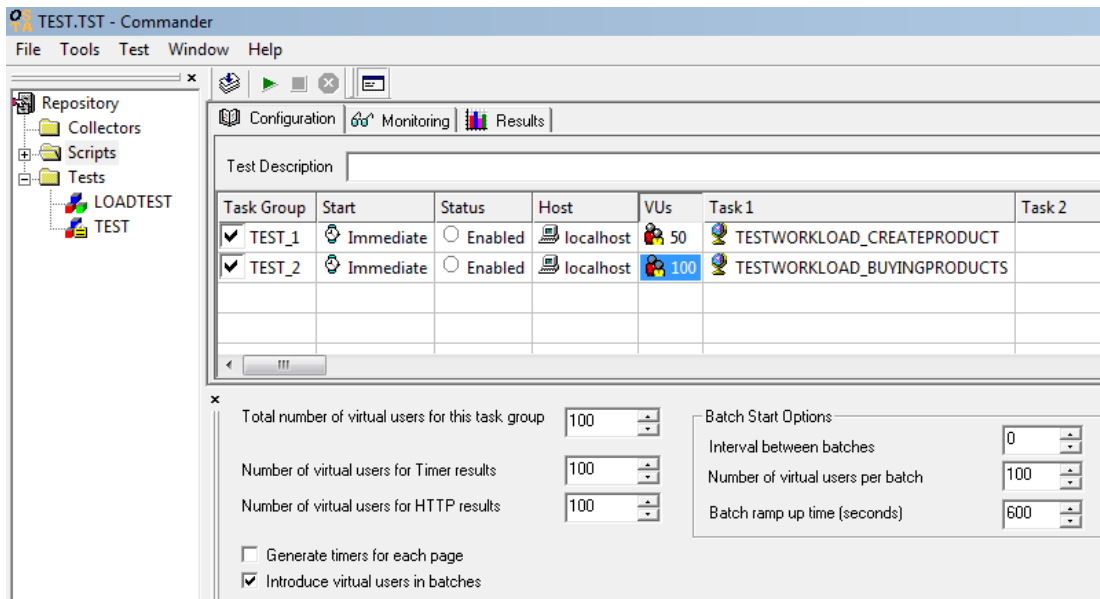 TEST.TST - Commander
File Tools Test Window Help
Repository
Collectors
Scripts
Tests
LOADTEST
TEST
Configuration Monitoring Results
Test Description
Task Group Start Status Host VUs Task 1 Task 2
TEST_1 Immediate Enabled localhost 50 TESTWORKLOAD_CREATEPRODUCT
TEST_2 Immediate Enabled localhost 100 TESTWORKLOAD_BUYINGPRODUCTS
Total number of virtual users for this task group 100
Number of virtual users for Timer results 100
Number of virtual users for HTTP results 100
Generate timers for each page
Introduce virtual users in batches
Batch Start Options
Interval between batches 0
Number of virtual users per batch 100
Batch ramp up time (seconds) 600